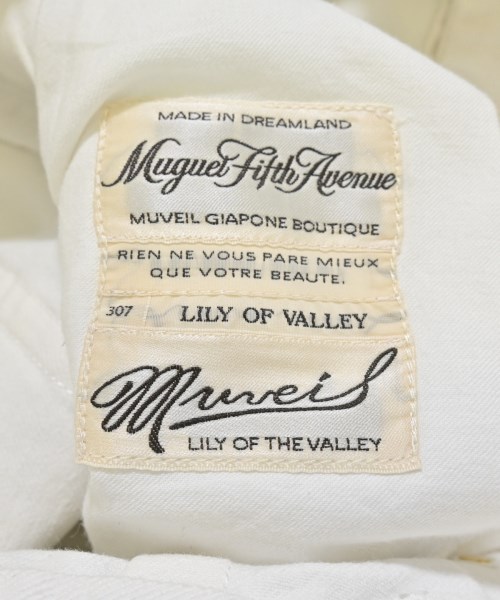 MADE IN DREAMLAND
Muguet Fifth Avenue
MUVEIL GIAPONE BOUTIQUE
RIEN NE VOUS PARE MIEUX
QUE VOTRE BEAUTE.
307 LILY OF VALLEY
Muveil
LILY OF THE VALLEY